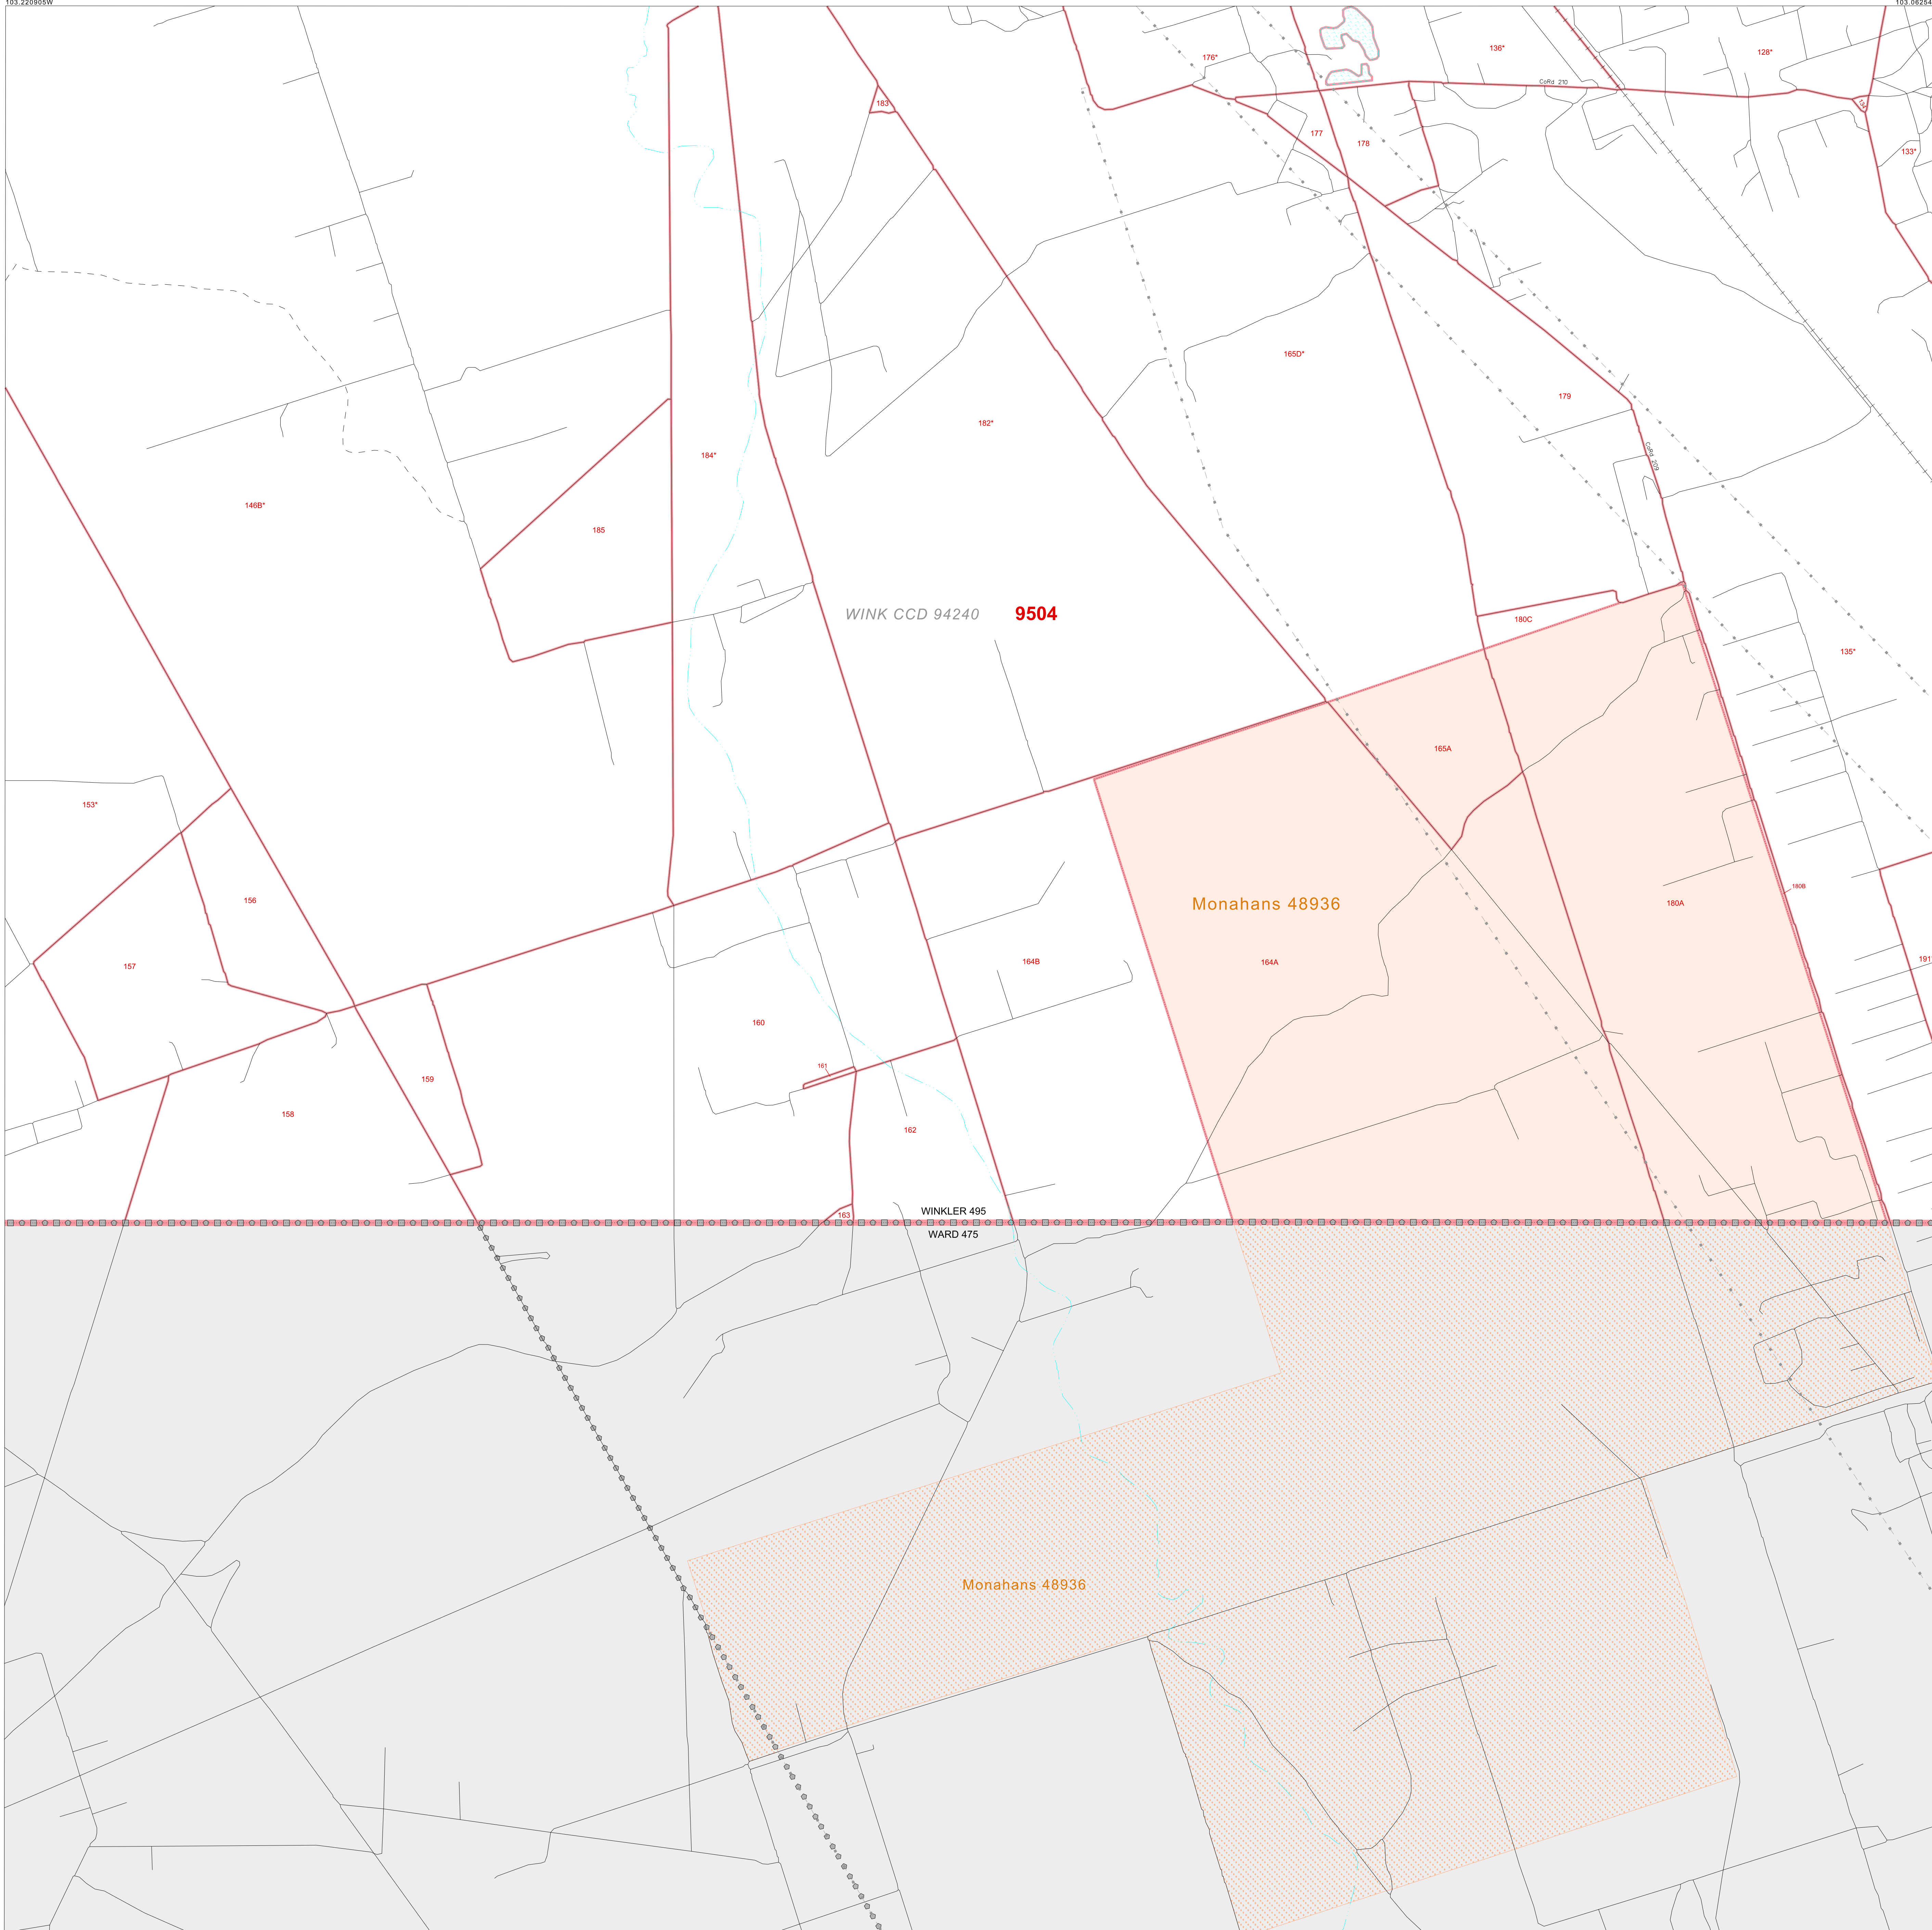 103.220905W
103.06254
176*
136*
128*
CoRd 210
183
134*
177
178
133*
165D*
179
182*
CoRd 209
184*
146B*
185
WINK CCD 94240
9504
180C
135*
165A
153*
180B
156
Monahans 48936
180A
157
164B
164A
191
160
161
159
158
162
WINKLER 495
163
WARD 475
Monahans 48936